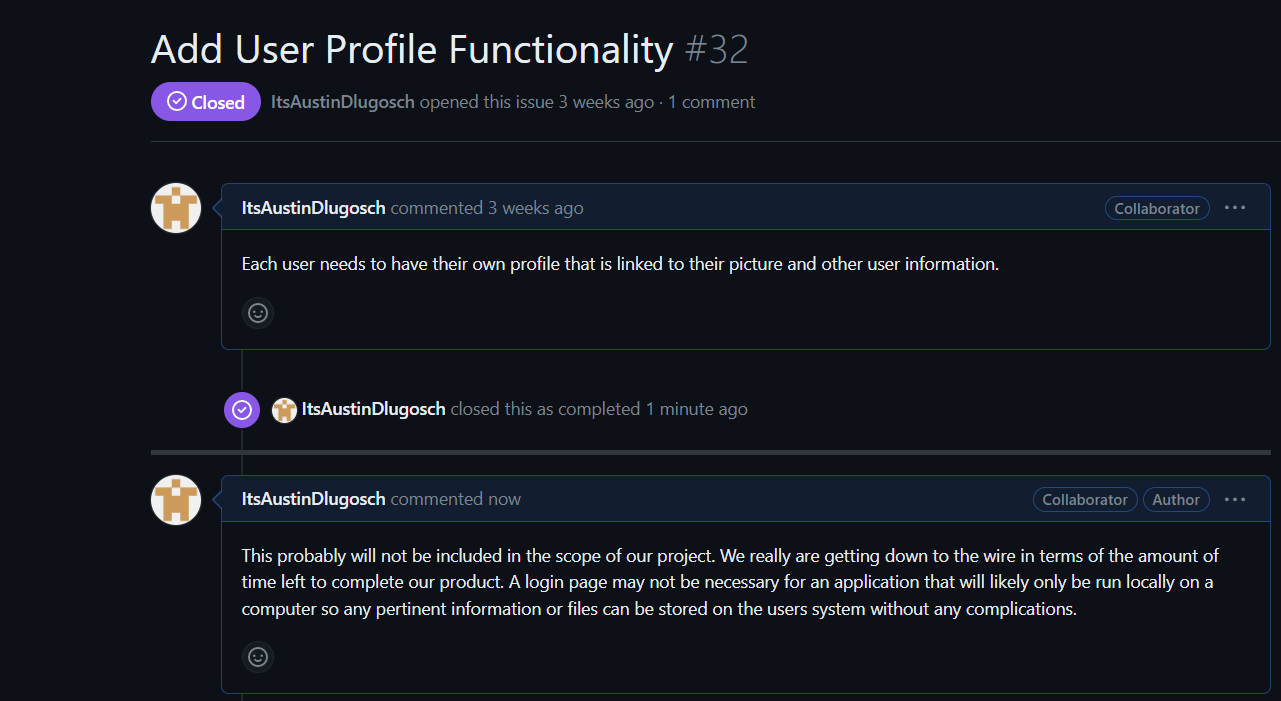 Add User Profile Functionality #32
Closed ItsAustinDlugosch opened this issue 3 weeks ago · 1 comment
ItsAustinDlugosch commented 3 weeks ago Collaborator ...
Each user needs to have their own profile that is linked to their picture and other user information.
ItsAustinDlugosch closed this as completed 1 minute ago
ItsAustinDlugosch commented now Collaborator Author ...
This probably will not be included in the scope of our project. We really are getting down to the wire in terms of the amount of
time left to complete our product. A login page may not be necessary for an application that will likely only be run locally on a
computer so any pertinent information or files can be stored on the users system without any complications.